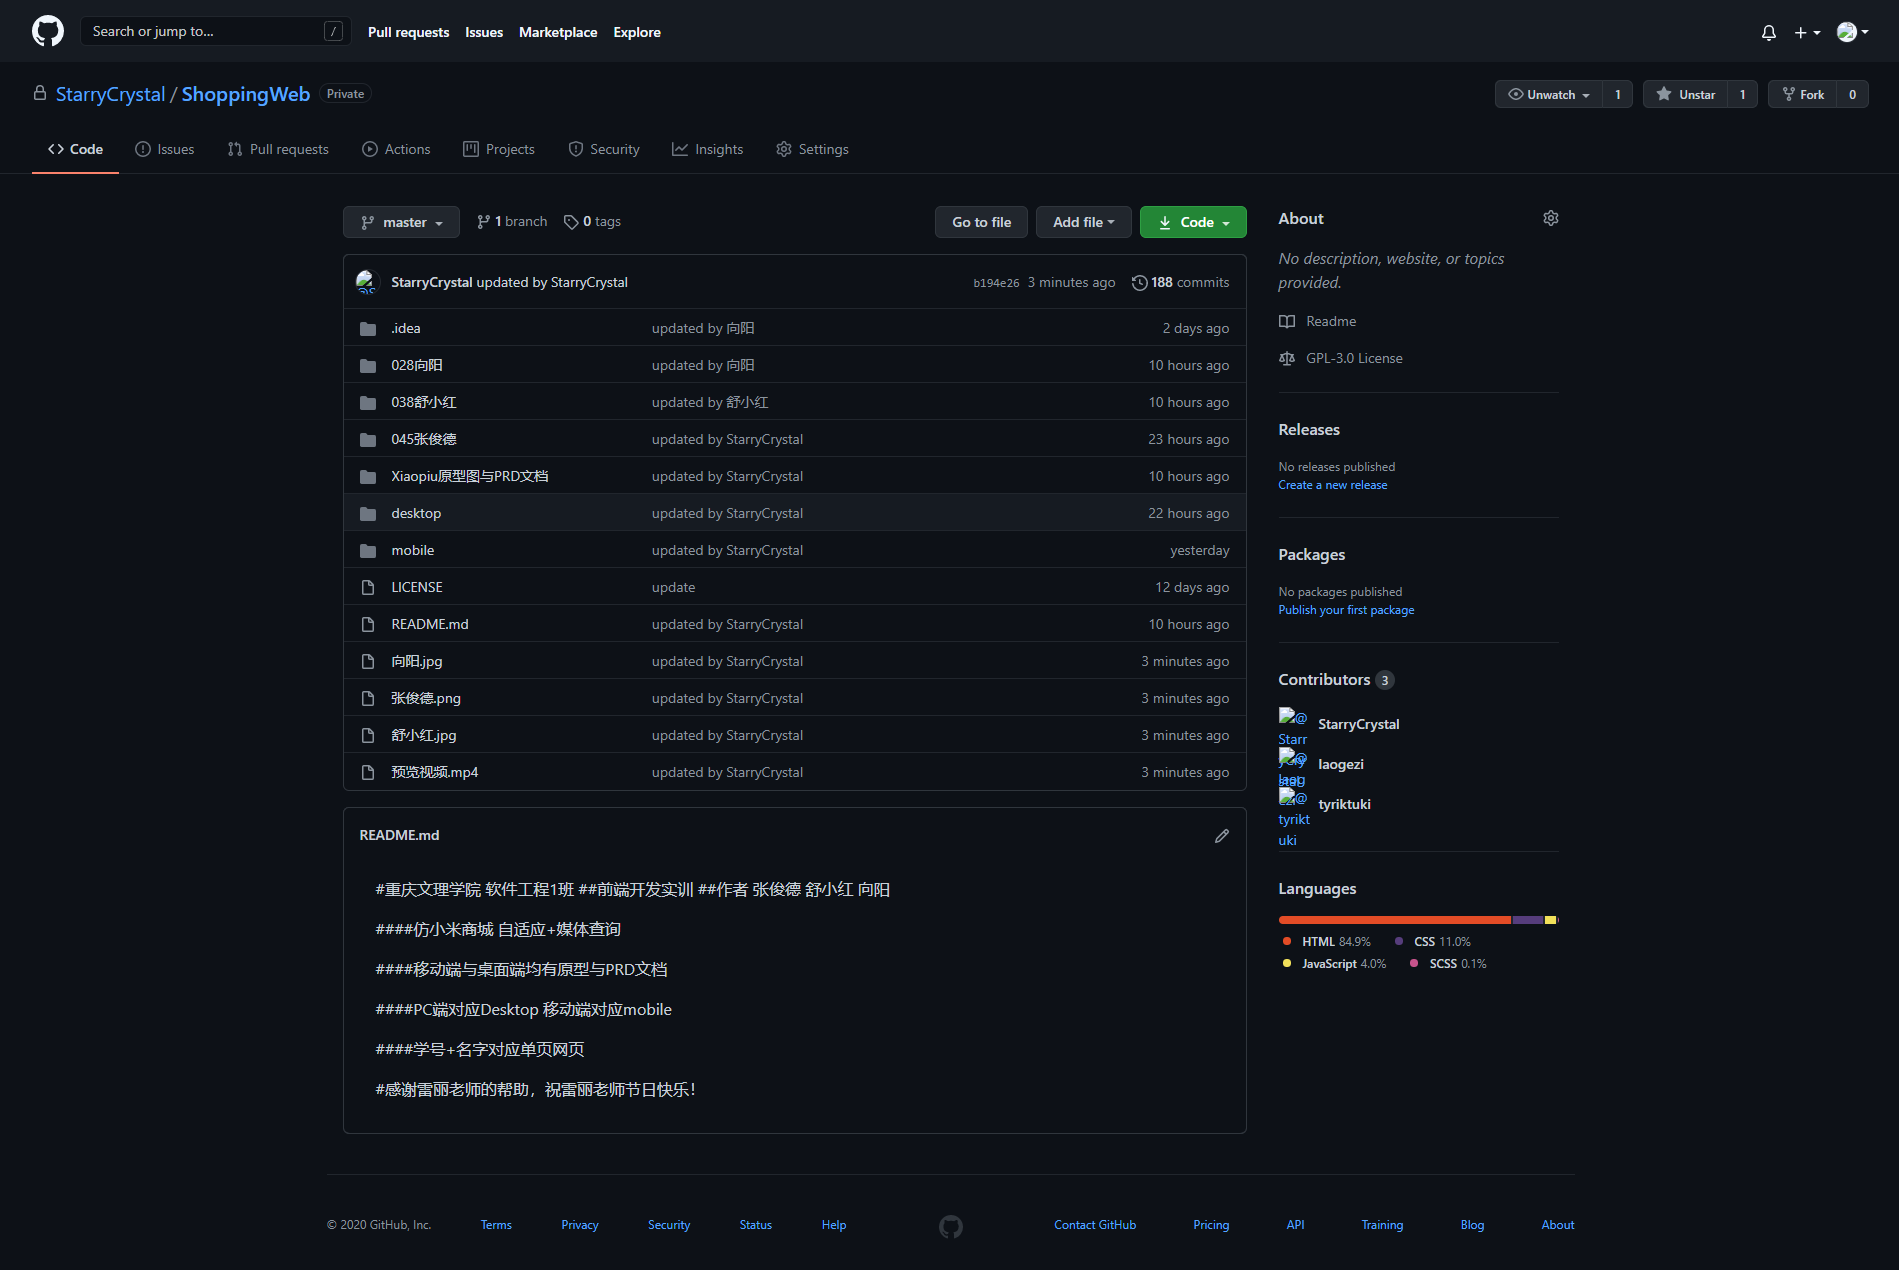 Search or jump to... /
Pull requests Issues Marketplace Explore
StarryCrystal / ShoppingWeb Private
Unwatch 1 Unstar 1 Fork 0
Code Issues Pull requests Actions Projects Security Insights Settings
master 1 branch 0 tags Go to file Add file Code
StarryCrystal updated by StarryCrystal b194e26 3 minutes ago 188 commits
.idea updated by 向阳 2 days ago
028向阳 updated by 向阳 10 hours ago
038舒小红 updated by 舒小红 10 hours ago
045张俊德 updated by StarryCrystal 23 hours ago
Xiaopiu原型图与PRD文档 updated by StarryCrystal 10 hours ago
desktop updated by StarryCrystal 22 hours ago
mobile updated by StarryCrystal yesterday
LICENSE update 12 days ago
README.md updated by StarryCrystal 10 hours ago
向阳.jpg updated by StarryCrystal 3 minutes ago
张俊德.png updated by StarryCrystal 3 minutes ago
舒小红.jpg updated by StarryCrystal 3 minutes ago
预览视频.mp4 updated by StarryCrystal 3 minutes ago
README.md
#重庆文理学院 软件工程1班 ##前端开发实训 ##作者 张俊德 舒小红 向阳
####仿小米商城 自适应+媒体查询
####移动端与桌面端均有原型与PRD文档
####PC端对应Desktop 移动端对应mobile
####学号+名字对应单页网页
#感谢雷丽老师的帮助，祝雷丽老师节日快乐！
About
No description, website, or topics
provided.
Readme
GPL-3.0 License
Releases
No releases published
Create a new release
Packages
No packages published
Publish your first package
Contributors 3
StarryCrystal
laogezi
tyriktuki
@
tyrikt
uki
Languages
HTML 84.9% CSS 11.0%
JavaScript 4.0% SCSS 0.1%
© 2020 GitHub, Inc. Terms Privacy Security Status Help Contact GitHub Pricing API Training Blog About